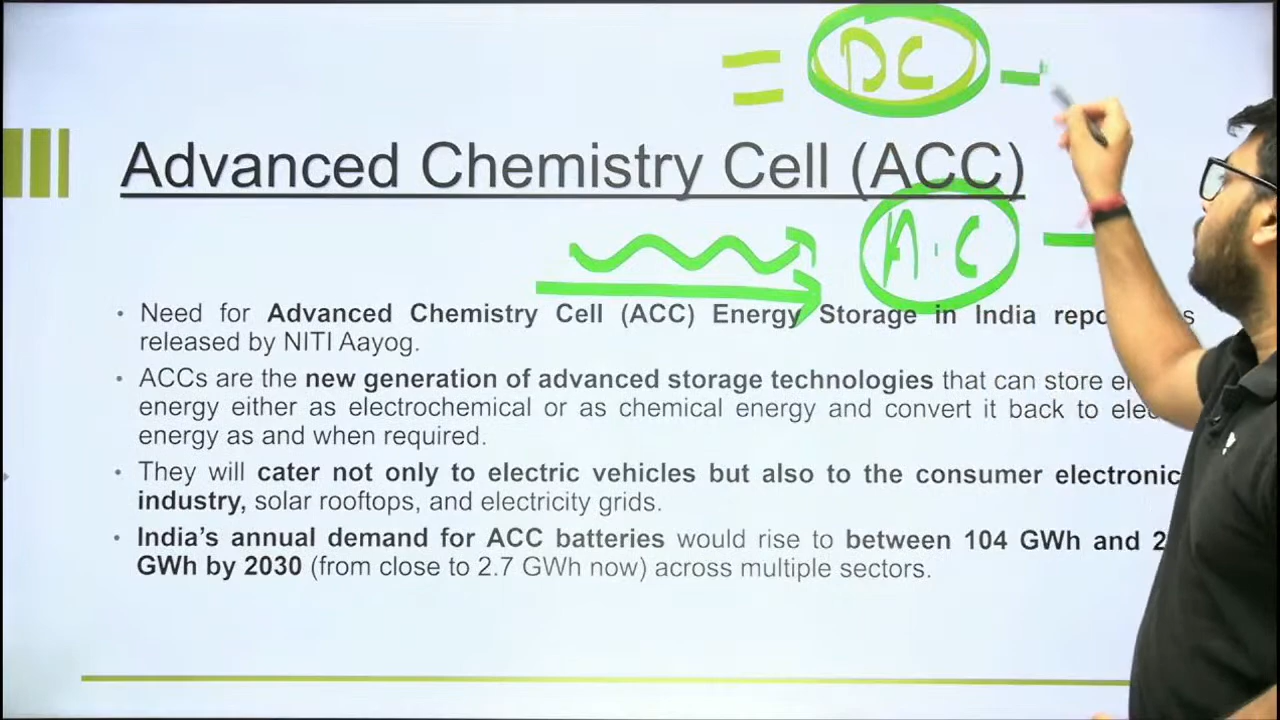 = DC -
Advanced Chemistry Cell (ACC)
A.C -
• Need for Advanced Chemistry Cell (ACC) Energy Storage in India
released by NITI Aayog.
• ACCs are the new generation of advanced storage technologies that can store
energy either as electrochemical or as chemical energy and convert it back to
energy as and when required.
• They will cater not only to electric vehicles but also to the consumer electronic
industry, solar rooftops, and electricity grids.
• India's annual demand for ACC batteries would rise to between 104 GWh and
GWh by 2030 (from close to 2.7 GWh now) across multiple sectors.